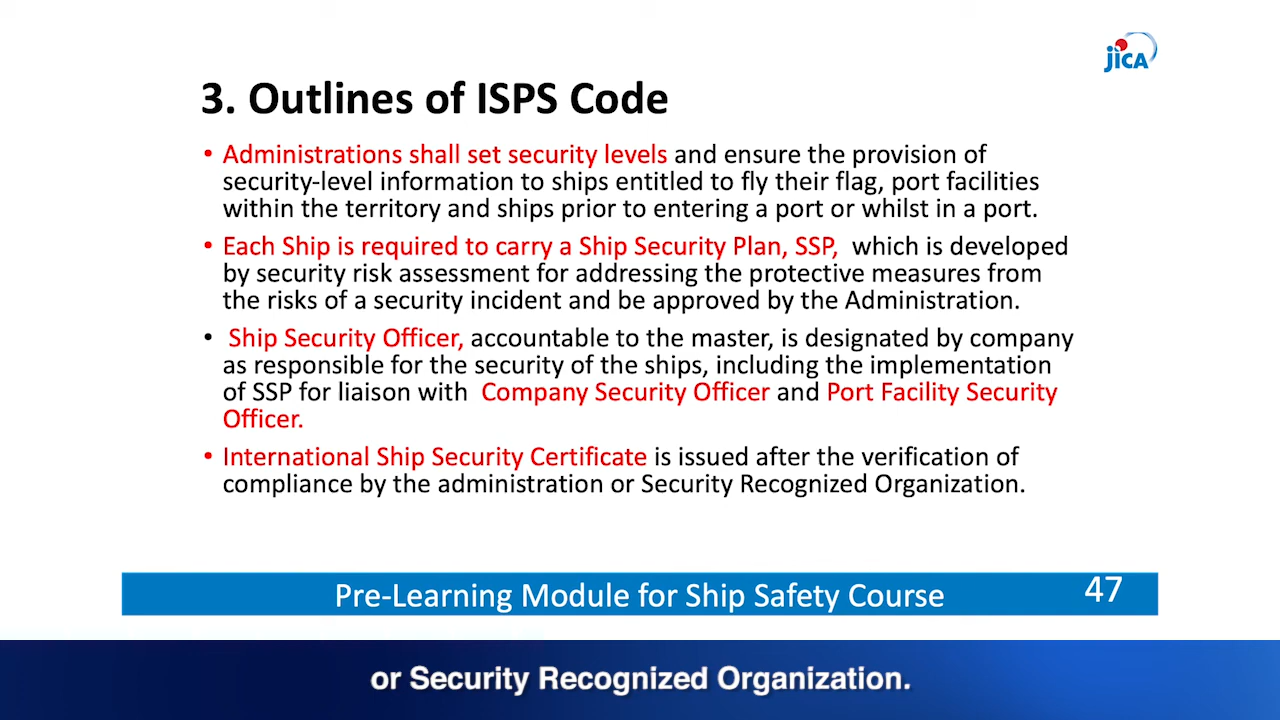 JICA
3. Outlines of ISPS Code
• Administrations shall set security levels and ensure the provision of
security-level information to ships entitled to fly their flag, port facilities
within the territory and ships prior to entering a port or whilst in a port.
• Each Ship is required to carry a Ship Security Plan, SSP, which is developed
by security risk assessment for addressing the protective measures from
the risks of a security incident and be approved by the Administration.
• Ship Security Officer, accountable to the master, is designated by company
as responsible for the security of the ships, including the implementation
of SSP for liaison with Company Security Officer and Port Facility Security
Officer.
• International Ship Security Certificate is issued after the verification of
compliance by the administration or Security Recognized Organization.
Pre-Learning Module for Ship Safety Course
47
or Security Recognized Organization.